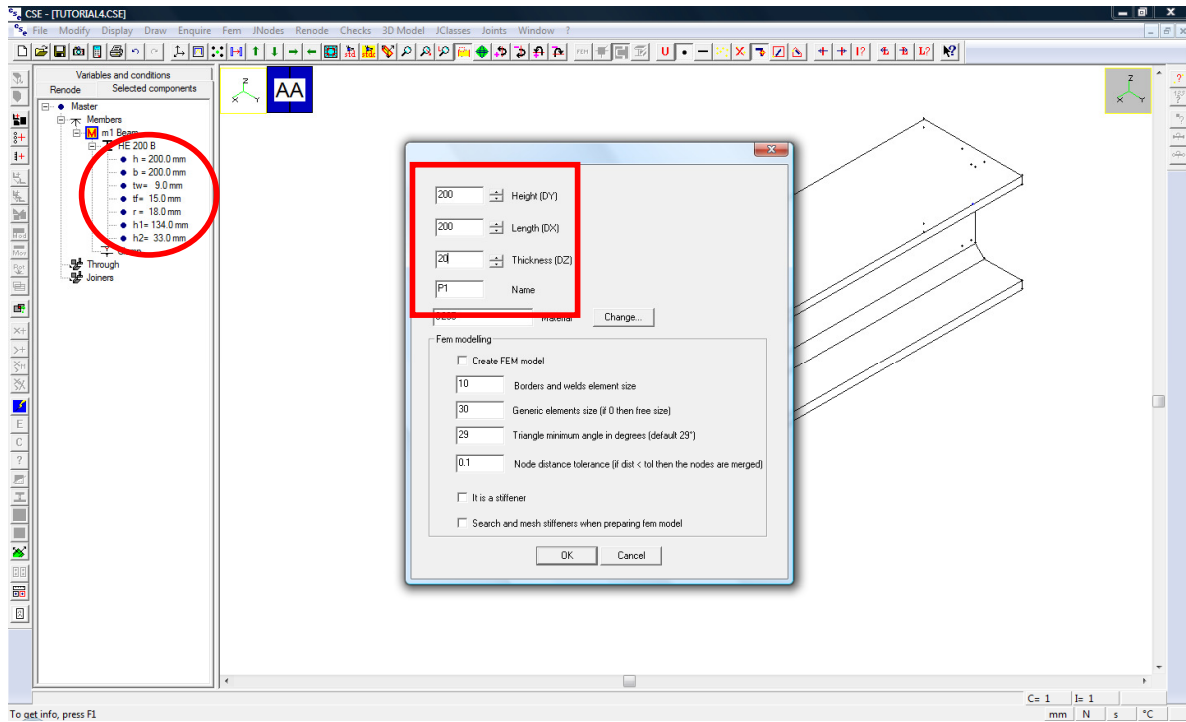 CSE - [TUTORIAL4.CSE]
File Modify Display Draw Enquire Fem JNodes Renode Checks 3D Model JClasses Joints Window ?
Variables and conditions
Renode Selected components
Master
Members
m1 Beam
HE 200 B
h = 200.0 mm
b = 200.0 mm
tw= 9.0 mm
tf= 15.0 mm
r = 18.0 mm
h1= 134.0 mm
h2= 33.0 mm
Through
Joiners
Z
X Y
AA
Z
X Y
200 Height (DY)
200 Length (DX)
20 Thickness (DZ)
P1 Name
Material Change...
Fem modelling
Create FEM model
10 Borders and welds element size
30 Generic elements size (if 0 then free size)
29 Triangle minimum angle in degrees (default 29°)
0.1 Node distance tolerance (if dist < tol then the nodes are merged)
It is a stiffener
Search and mesh stiffeners when preparing fem model
OK Cancel
C= 1 I= 1
To get info, press F1
mm N s °C